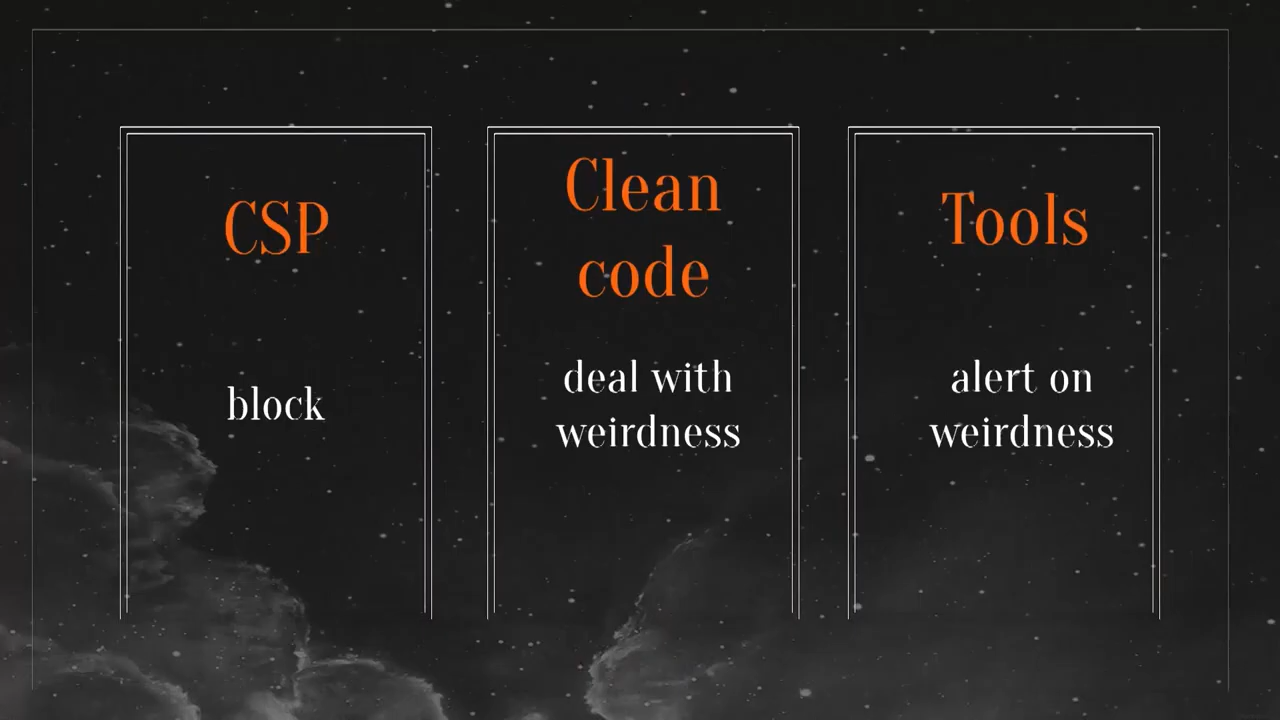 CSP
block
Clean
code
deal with
weirdness
Tools
alert on
weirdness